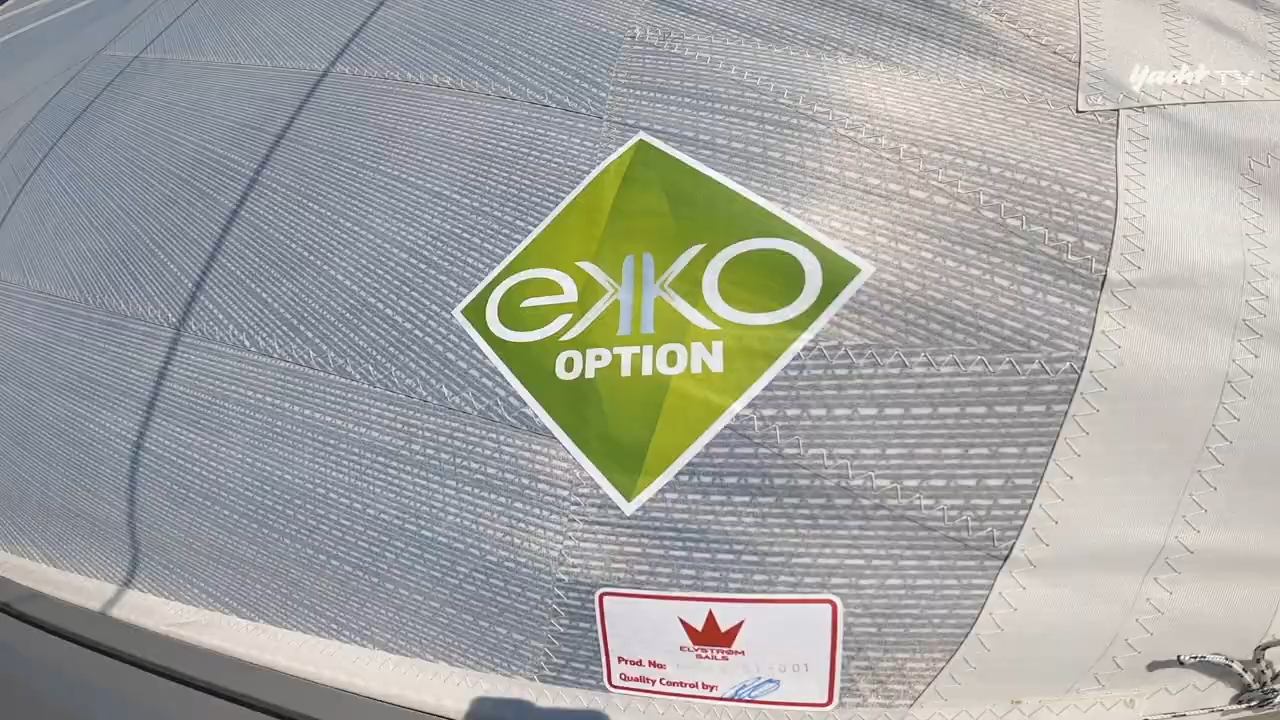 Yacht TV
eKKO
OPTION
ELVSTRØM
SAILS
Prod. No:
Quality Control by: